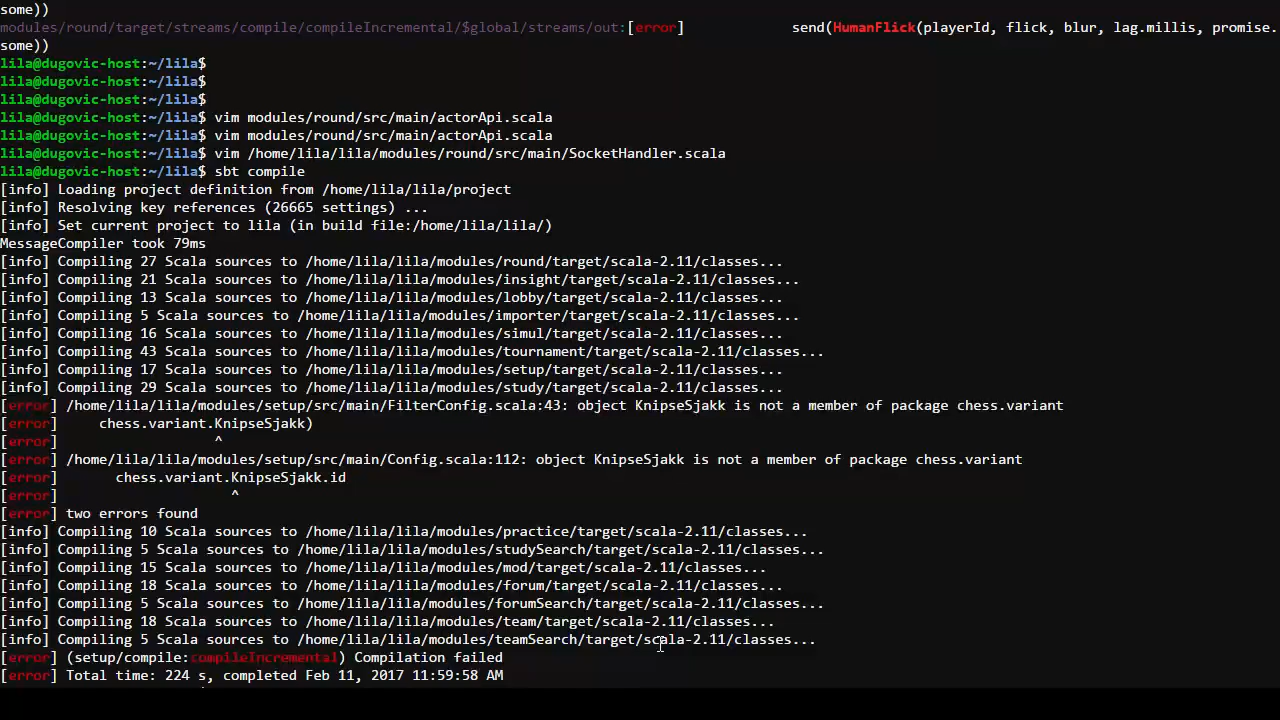 some))
modules/round/target/streams/compile/compileIncremental/$global/streams/out:[error]             send(HumanFlick(playerId, flick, blur, lag.millis, promise.
some))
lila@dugovic-host:~/lila$
lila@dugovic-host:~/lila$
lila@dugovic-host:~/lila$
lila@dugovic-host:~/lila$ vim modules/round/src/main/actorApi.scala
lila@dugovic-host:~/lila$ vim modules/round/src/main/actorApi.scala
lila@dugovic-host:~/lila$ vim /home/lila/lila/modules/round/src/main/SocketHandler.scala
lila@dugovic-host:~/lila$ sbt compile
[info] Loading project definition from /home/lila/lila/project
[info] Resolving key references (26665 settings) ...
[info] Set current project to lila (in build file:/home/lila/lila/)
MessageCompiler took 79ms
[info] Compiling 27 Scala sources to /home/lila/lila/modules/round/target/scala-2.11/classes...
[info] Compiling 21 Scala sources to /home/lila/lila/modules/insight/target/scala-2.11/classes...
[info] Compiling 13 Scala sources to /home/lila/lila/modules/lobby/target/scala-2.11/classes...
[info] Compiling 5 Scala sources to /home/lila/lila/modules/importer/target/scala-2.11/classes...
[info] Compiling 16 Scala sources to /home/lila/lila/modules/simul/target/scala-2.11/classes...
[info] Compiling 43 Scala sources to /home/lila/lila/modules/tournament/target/scala-2.11/classes...
[info] Compiling 17 Scala sources to /home/lila/lila/modules/setup/target/scala-2.11/classes...
[info] Compiling 29 Scala sources to /home/lila/lila/modules/study/target/scala-2.11/classes...
[error] /home/lila/lila/modules/setup/src/main/FilterConfig.scala:43: object KnipseSjakk is not a member of package chess.variant
[error]     chess.variant.KnipseSjakk)
[error]                   ^
[error] /home/lila/lila/modules/setup/src/main/Config.scala:112: object KnipseSjakk is not a member of package chess.variant
[error]       chess.variant.KnipseSjakk.id
[error]                     ^
[error] two errors found
[info] Compiling 10 Scala sources to /home/lila/lila/modules/practice/target/scala-2.11/classes...
[info] Compiling 5 Scala sources to /home/lila/lila/modules/studySearch/target/scala-2.11/classes...
[info] Compiling 15 Scala sources to /home/lila/lila/modules/mod/target/scala-2.11/classes...
[info] Compiling 18 Scala sources to /home/lila/lila/modules/forum/target/scala-2.11/classes...
[info] Compiling 5 Scala sources to /home/lila/lila/modules/forumSearch/target/scala-2.11/classes...
[info] Compiling 18 Scala sources to /home/lila/lila/modules/team/target/scala-2.11/classes...
[info] Compiling 5 Scala sources to /home/lila/lila/modules/teamSearch/target/scala-2.11/classes...
[error] (setup/compile:compileIncremental) Compilation failed
[error] Total time: 224 s, completed Feb 11, 2017 11:59:58 AM